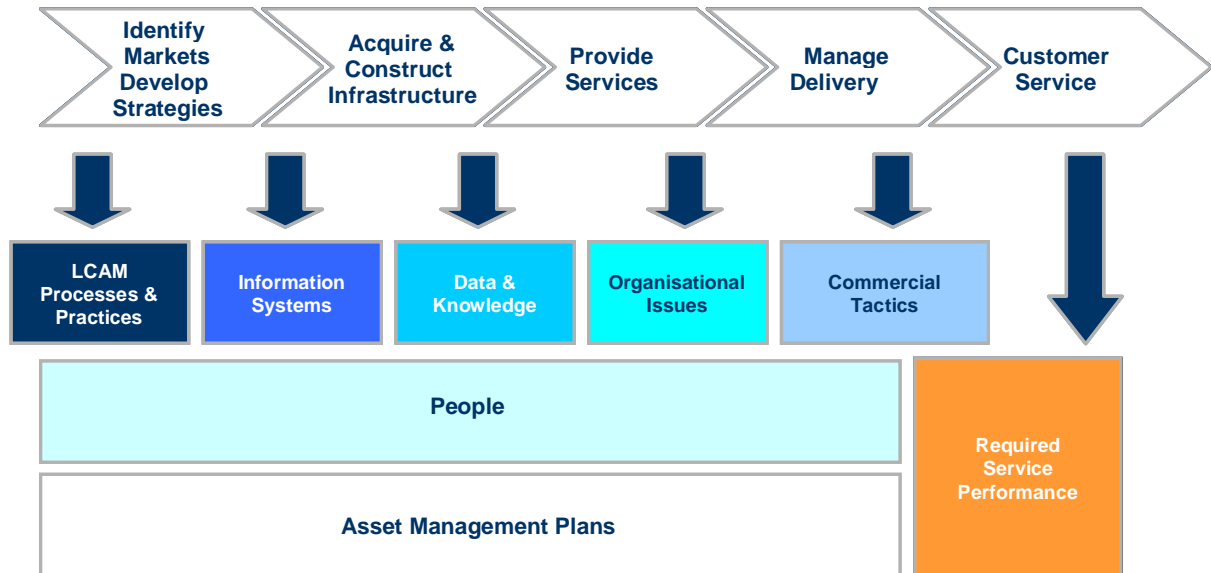 Identify
Markets
Develop
Strategies
Acquire &
Construct
Infrastructure
Provide
Services
Manage
Delivery
Customer
Service
LCAM
Processes &
Practices
Information
Systems
Data &
Knowledge
Organisational
Issues
Commercial
Tactics
People
Required
Service
Performance
Asset Management Plans